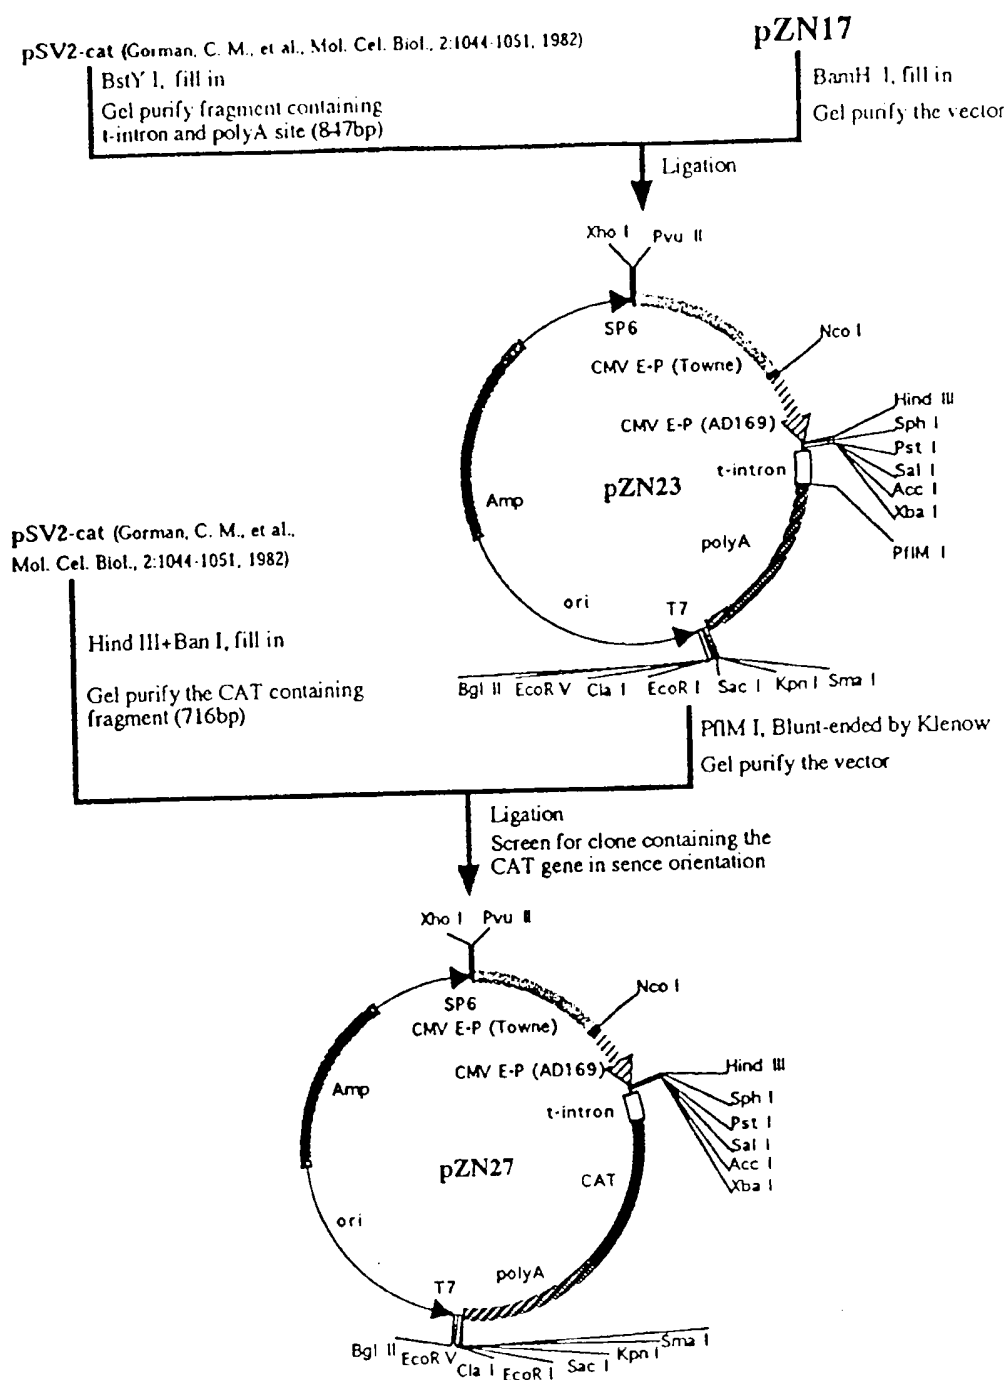 pSV2-cat (Gorman, C. M., et al., Mol. Cel. Biol., 2:1044-1051, 1982)
pZN17
BstY I, fill in
Gel purify fragment containing
t-intron and polyA site (847bp)
BamH I, fill in
Gel purify the vector
Ligation
Xho I
Pvu II
SP6
Nco I
CMV E-P (Towne)
CMV E-P (AD169)
Hind III
Sph I
Pst I
Sal I
Acc I
Xba I
t-intron
pZN23
Amp
PflM I
polyA
ori
T7
Bgl II
EcoR V
Cla I
EcoR I
Sac I
Kpn I
Sma I
pSV2-cat (Gorman, C. M., et al.,
Mol. Cel. Biol., 2:1044-1051, 1982)
Hind III+Ban I, fill in
Gel purify the CAT containing
fragment (716bp)
PflM I, Blunt-ended by Klenow
Gel purify the vector
Ligation
Screen for clone containing the
CAT gene in sence orientation
Xho I
Pvu II
SP6
Nco I
CMV E-P (Towne)
CMV E-P (AD169)
Hind III
Sph I
Pst I
Sal I
Acc I
Xba I
t-intron
Amp
pZN27
CAT
ori
polyA
T7
Bgl II
EcoR V
Cla I
EcoR I
Sac I
Kpn I
Sma I